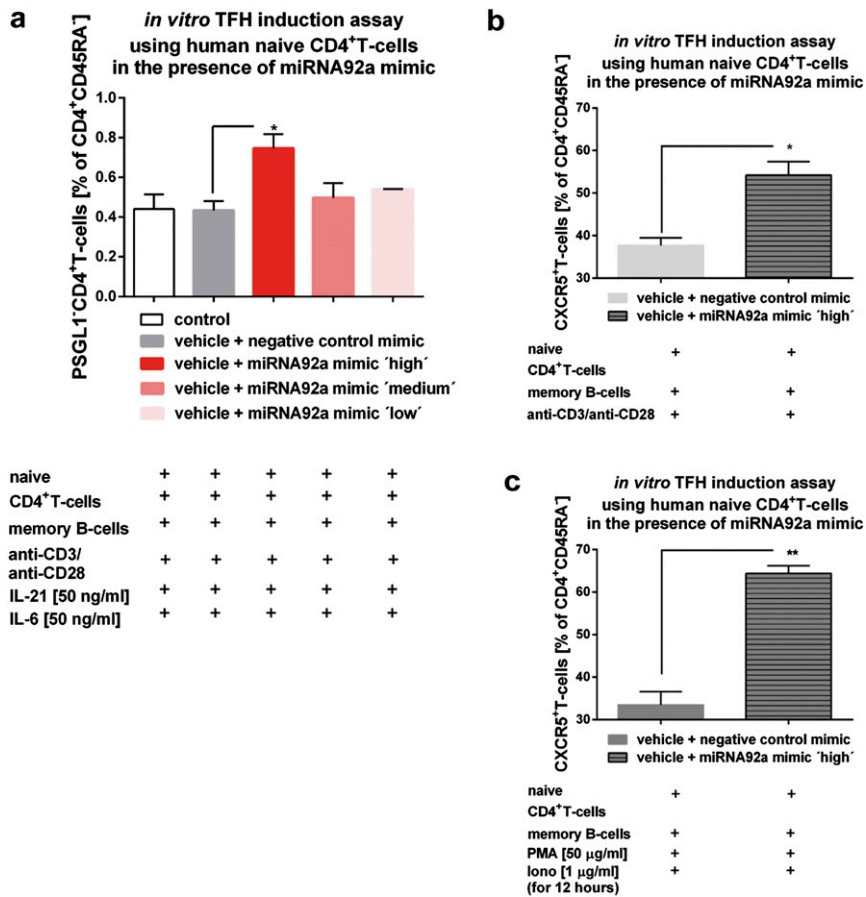 a
in vitro TFH induction assay
using human naive CD4⁺T-cells
in the presence of miRNA92a mimic
PSGL1⁻CD4⁺T-cells [% of CD4⁺CD45RA⁻]
1.0
0.8
0.6
0.4
0.2
0.0
*
control
vehicle + negative control mimic
vehicle + miRNA92a mimic ´high´
vehicle + miRNA92a mimic ´medium´
vehicle + miRNA92a mimic ´low´
naive + + + + +
CD4⁺T-cells + + + + +
memory B-cells + + + + +
anti-CD3/ + + + + +
anti-CD28
IL-21 [50 ng/ml] + + + + +
IL-6 [50 ng/ml] + + + + +
b
in vitro TFH induction assay
using human naive CD4⁺T-cells
in the presence of miRNA92a mimic
CXCR5⁺T-cells [% of CD4⁺CD45RA⁻]
70
60
50
40
30
*
vehicle + negative control mimic
vehicle + miRNA92a mimic ´high´
naive + +
CD4⁺T-cells
memory B-cells + +
anti-CD3/anti-CD28 + +
c
in vitro TFH induction assay
using human naive CD4⁺T-cells
in the presence of miRNA92a mimic
CXCR5⁺T-cells [% of CD4⁺CD45RA⁻]
70
60
50
40
30
**
vehicle + negative control mimic
vehicle + miRNA92a mimic ´high´
naive + +
CD4⁺T-cells
memory B-cells + +
PMA [50 µg/ml] + +
Iono [1 µg/ml] + +
(for 12 hours)